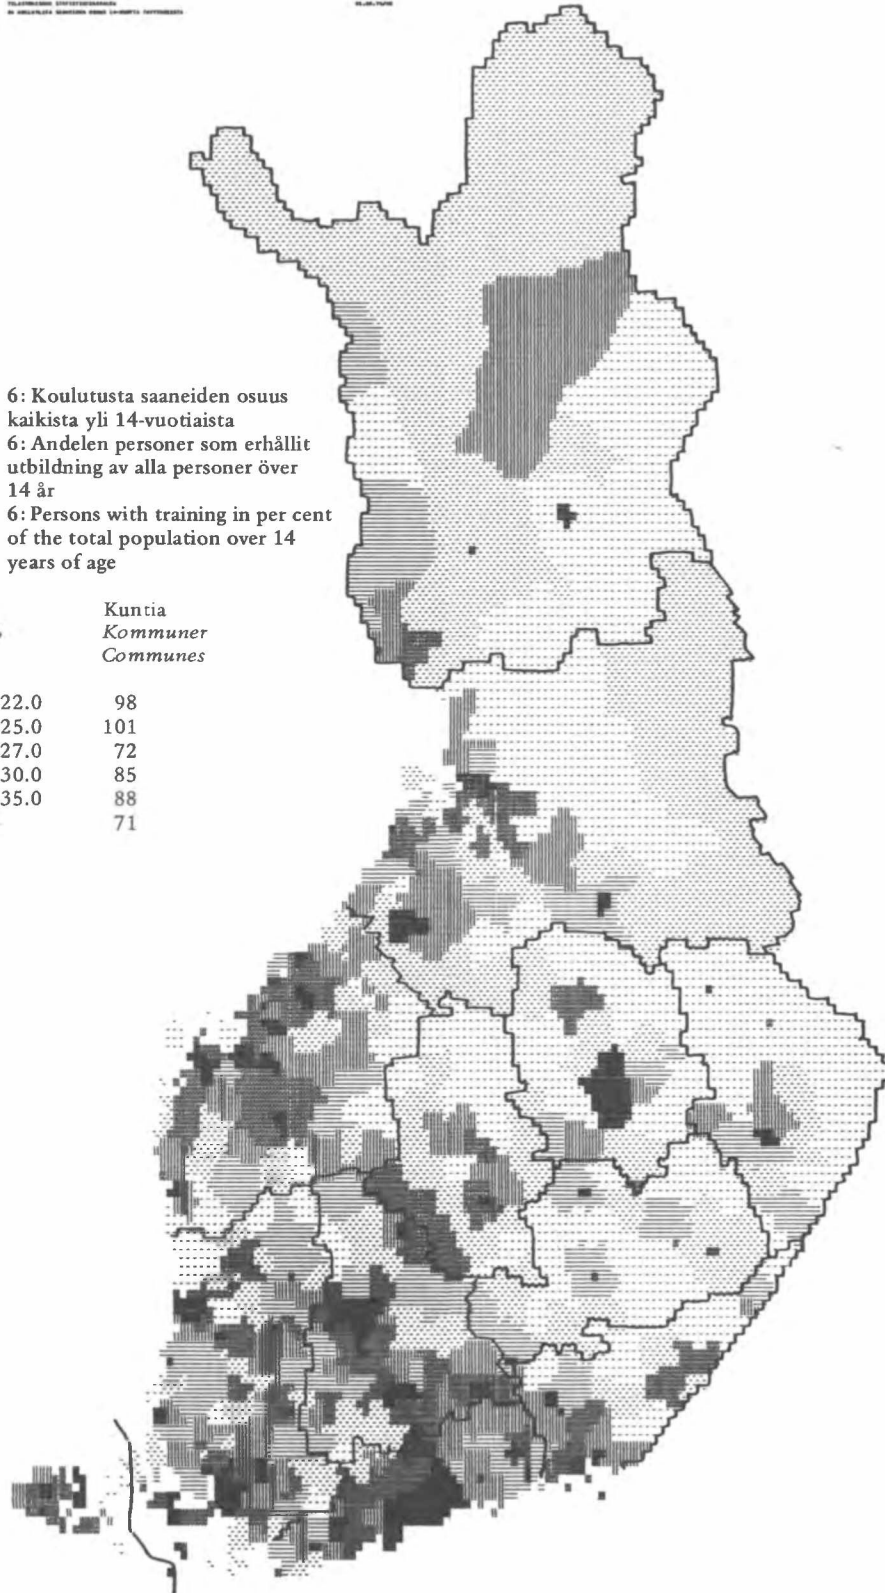 6: Koulutusta saaneiden osuus
kaikista yli 14-vuotiaista
6: Andelen personer som erhållit
utbildning av alla personer över
14 år
6: Persons with training in per cent
of the total population over 14
years of age
Kuntia
Kommuner
Communes
22.0 98
25.0 101
27.0 72
30.0 85
35.0 88
71